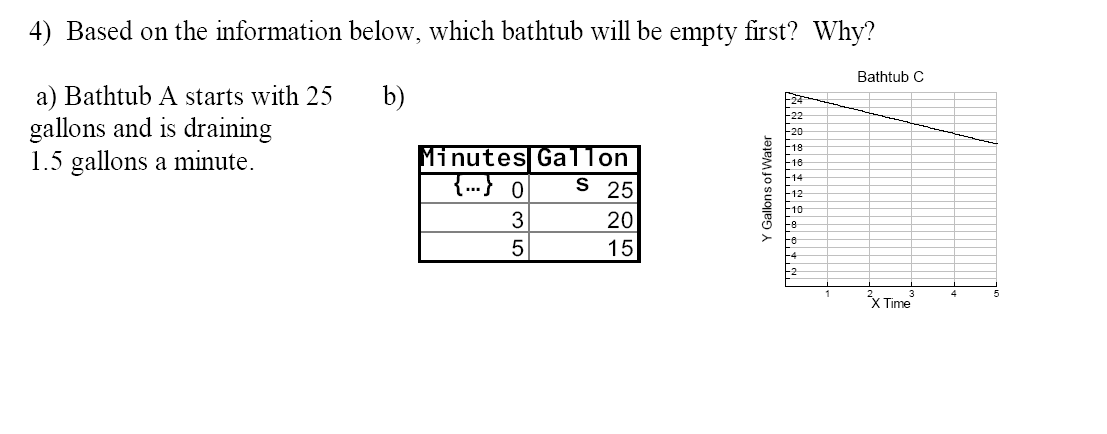 4) Based on the information below, which bathtub will be empty first? Why?
a) Bathtub A starts with 25
gallons and is draining
1.5 gallons a minute.
b)
Minutes Gallon
{...} 0 s 25
3 20
5 15
Bathtub C
Y Gallons of Water
24
22
20
18
16
14
12
10
8
6
4
2
1 2 3 4 5
X Time